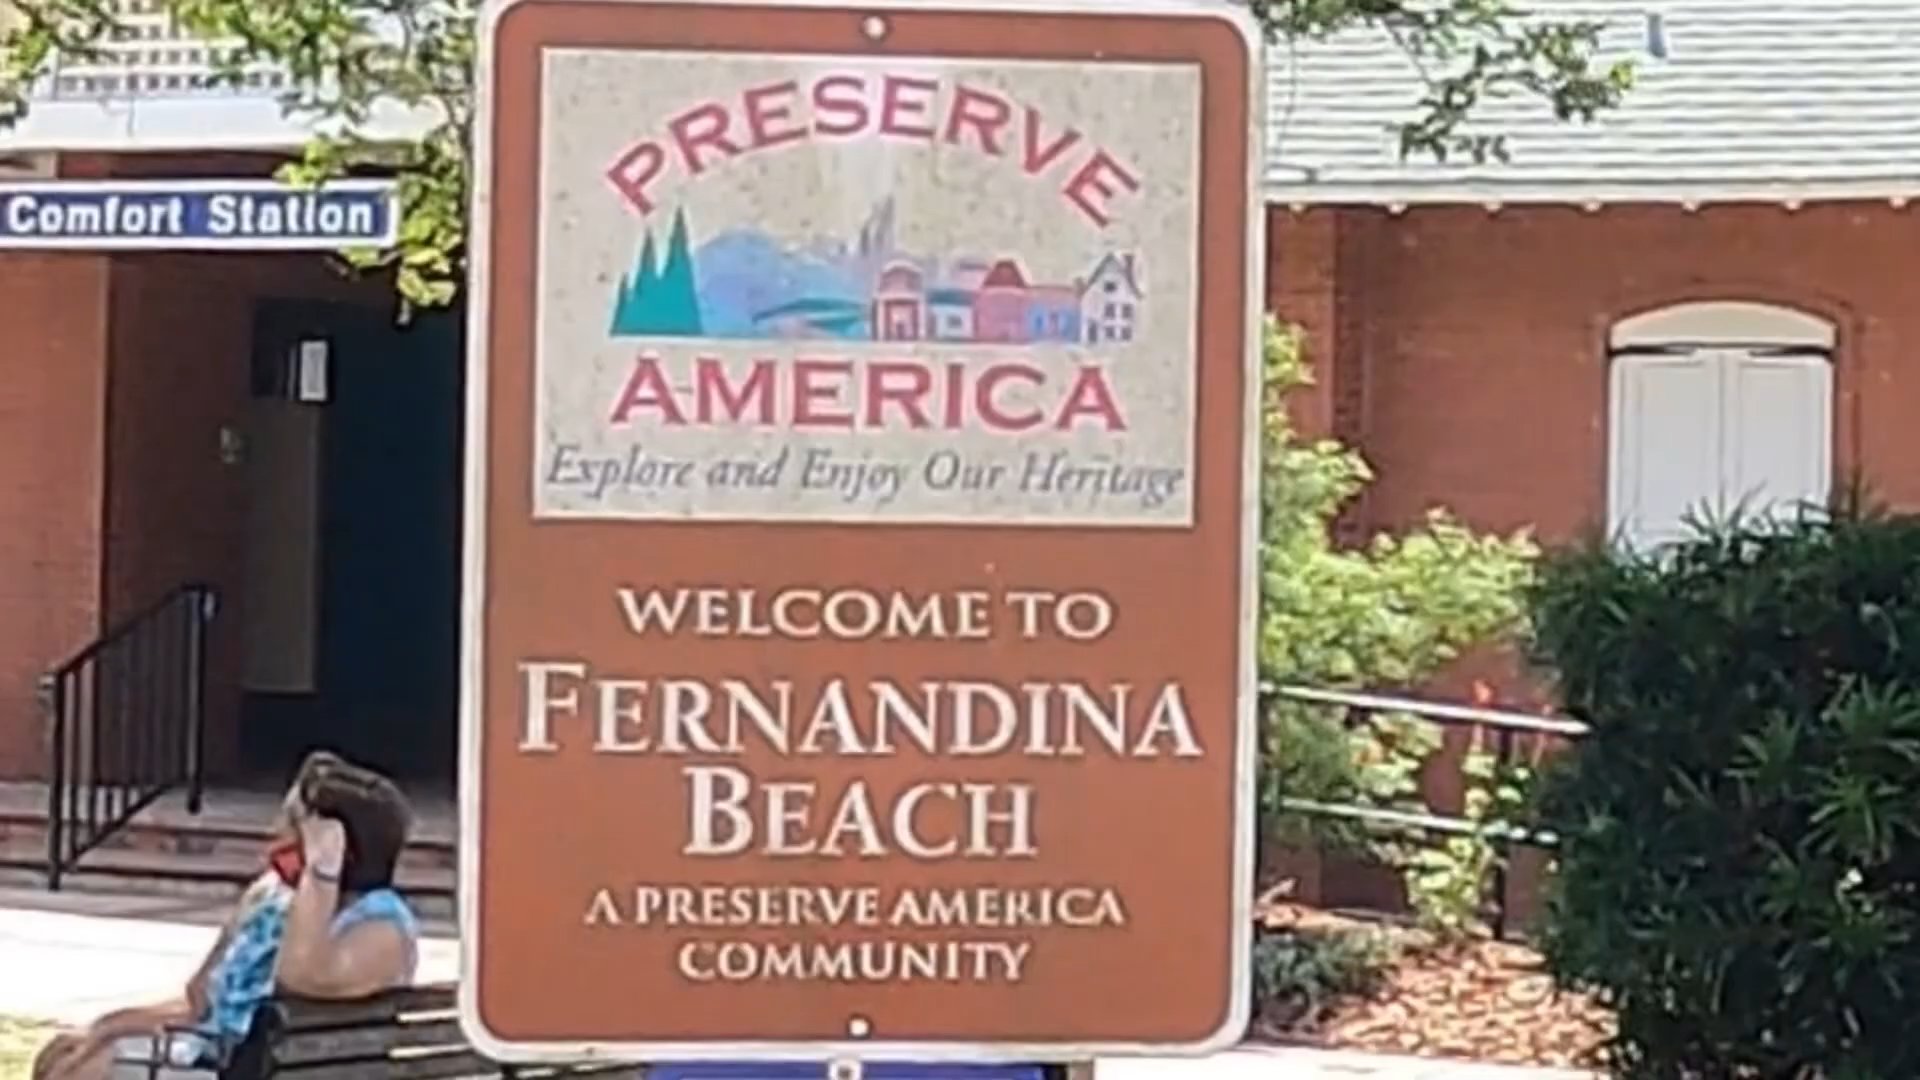 Comfort Station
PRESERVE
AMERICA
Explore and Enjoy Our Heritage
WELCOME TO
FERNANDINA
BEACH
A PRESERVE AMERICA
COMMUNITY